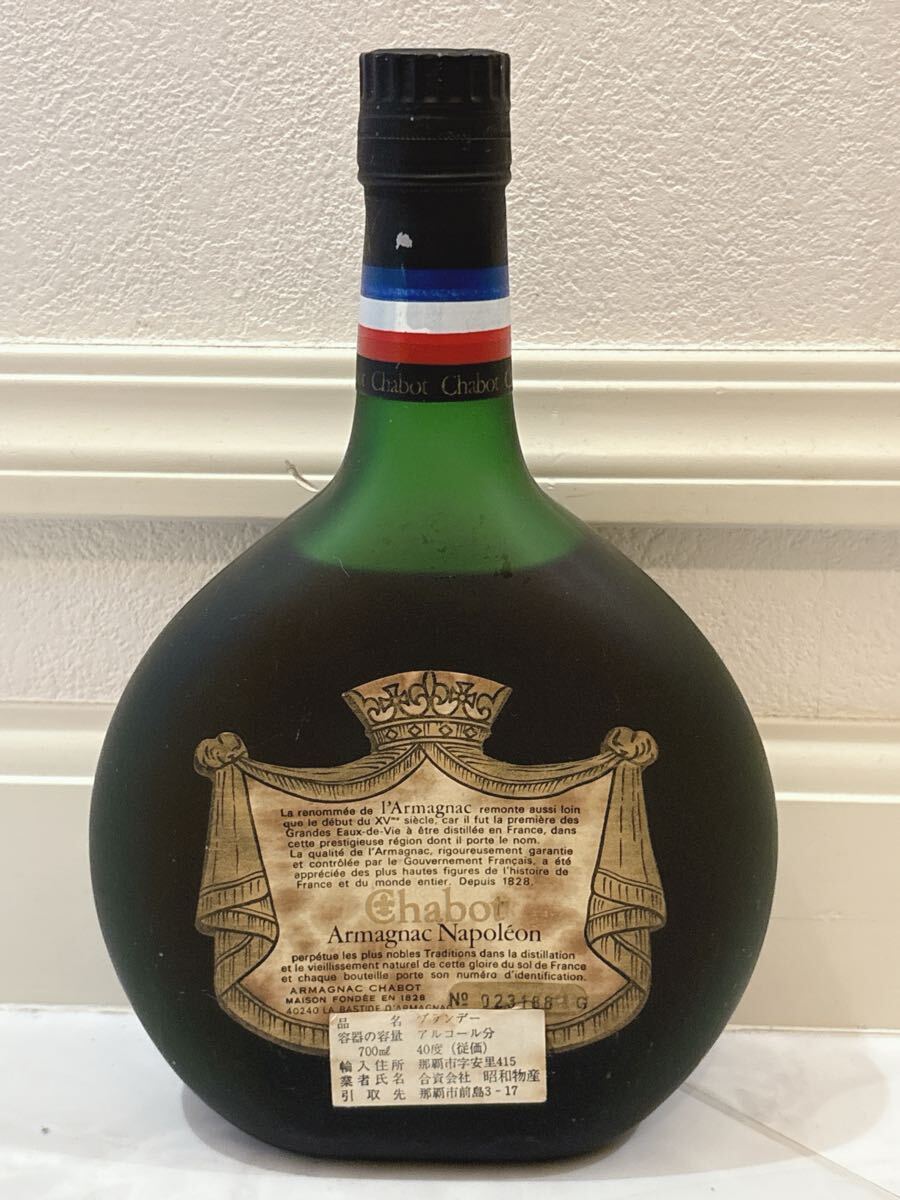 Chabot Chabot
La renommée de l'Armagnac remonte aussi loin
que le début du XVme siècle, car il fut la première des
Grandes Eaux-de-Vie à être distillée en France, dans
cette prestigieuse région dont il porte le nom.
La qualité de l'Armagnac, rigoureusement garantie
et contrôlée par le Gouvernement Français, a été
appréciée des plus hautes figures de l'histoire de
France et du monde entier. Depuis 1828,
Chabot
Armagnac Napoléon
perpétue les plus nobles Traditions dans la distillation
et le vieillissement naturel de cette gloire du sol de France
et chaque bouteille porte son numéro d'identification.
ARMAGNAC CHABOT
MAISON FONDÉE EN 1828
No G
40240 LA BASTIDE D'ARMAGNAC
品名 ブランデー
容器の容量 アルコール分
700㎖ 40度 (従価)
輸入住所 那覇市字安里415
業者氏名 合資会社 昭和物産
引取先 那覇市前島3-17